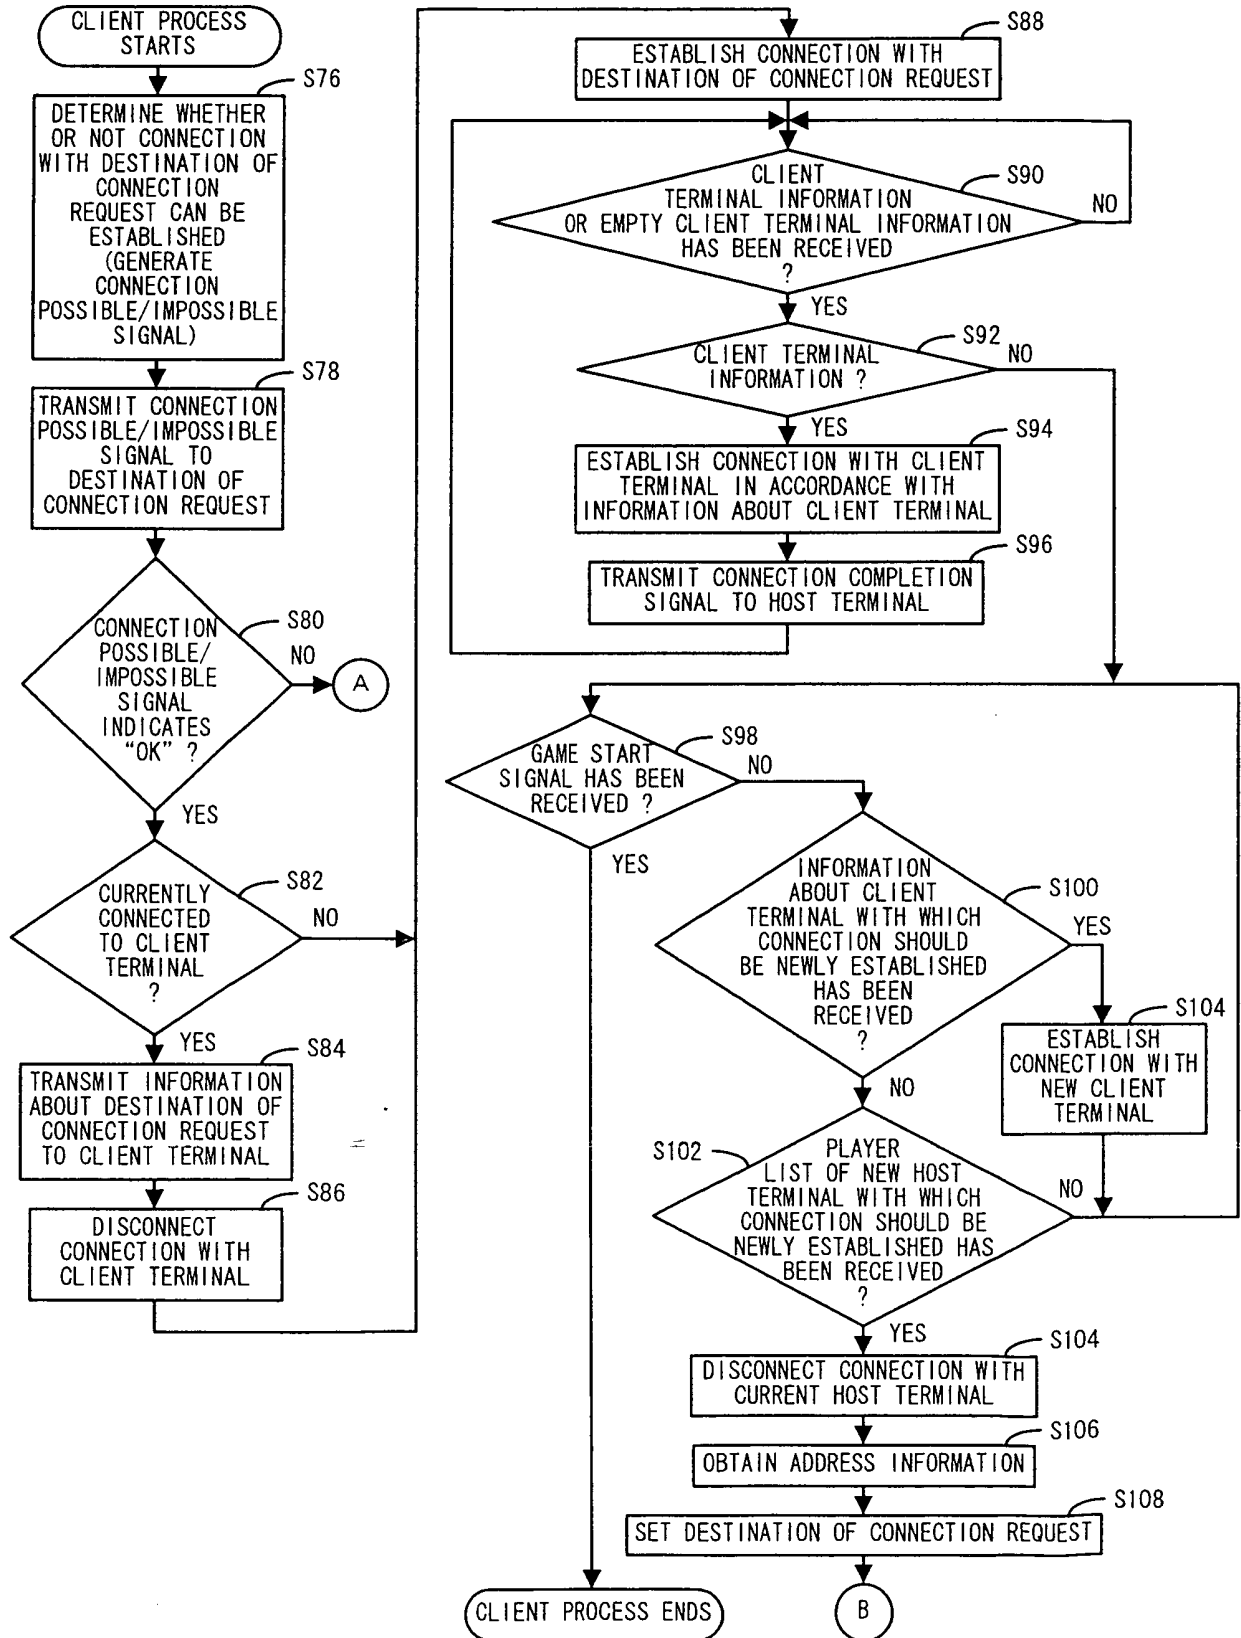 CLIENT PROCESS
STARTS
S76
DETERMINE WHETHER
OR NOT CONNECTION
WITH DESTINATION OF
CONNECTION
REQUEST CAN BE
ESTABLISHED
(GENERATE
CONNECTION
POSSIBLE/IMPOSSIBLE
SIGNAL)
S78
TRANSMIT CONNECTION
POSSIBLE/IMPOSSIBLE
SIGNAL TO
DESTINATION OF
CONNECTION REQUEST
S80
CONNECTION
POSSIBLE/
IMPOSSIBLE
SIGNAL
INDICATES
“OK” ?
NO
A
YES
S82
CURRENTLY
CONNECTED
TO CLIENT
TERMINAL
?
NO
YES
S84
TRANSMIT INFORMATION
ABOUT DESTINATION OF
CONNECTION REQUEST
TO CLIENT TERMINAL
S86
DISCONNECT
CONNECTION WITH
CLIENT TERMINAL
S88
ESTABLISH CONNECTION WITH
DESTINATION OF CONNECTION REQUEST
S90
CLIENT
TERMINAL INFORMATION
OR EMPTY CLIENT TERMINAL INFORMATION
HAS BEEN RECEIVED
?
NO
YES
S92
CLIENT TERMINAL
INFORMATION ?
NO
YES
S94
ESTABLISH CONNECTION WITH CLIENT
TERMINAL IN ACCORDANCE WITH
INFORMATION ABOUT CLIENT TERMINAL
S96
TRANSMIT CONNECTION COMPLETION
SIGNAL TO HOST TERMINAL
S98
GAME START
SIGNAL HAS BEEN
RECEIVED ?
NO
YES
S100
INFORMATION
ABOUT CLIENT
TERMINAL WITH WHICH
CONNECTION SHOULD
BE NEWLY ESTABLISHED
HAS BEEN
RECEIVED
?
YES
NO
S104
ESTABLISH
CONNECTION WITH
NEW CLIENT
TERMINAL
S102
PLAYER
LIST OF NEW HOST
TERMINAL WITH WHICH
CONNECTION SHOULD BE
NEWLY ESTABLISHED HAS
BEEN RECEIVED
?
NO
YES
S104
DISCONNECT CONNECTION WITH
CURRENT HOST TERMINAL
S106
OBTAIN ADDRESS INFORMATION
S108
SET DESTINATION OF CONNECTION REQUEST
CLIENT PROCESS ENDS
B